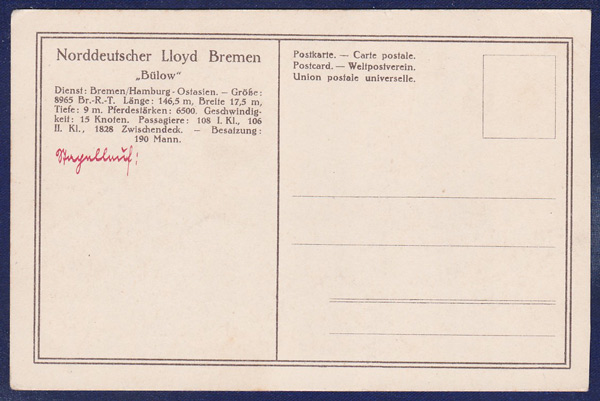 Norddeutscher Lloyd Bremen
„Bülow“
Dienst: Bremen/Hamburg - Ostasien. — Größe:
8965 Br.-R.-T. Länge: 146,5 m, Breite 17,5 m,
Tiefe: 9 m. Pferdestärken: 6500. Geschwindig-
keit: 15 Knoten. Passagiere: 108 I. Kl., 106
II. Kl., 1828 Zwischendeck. — Besatzung:
190 Mann.
Postkarte. — Carte postale.
Postcard. — Weltpostverein.
Union postale universelle.